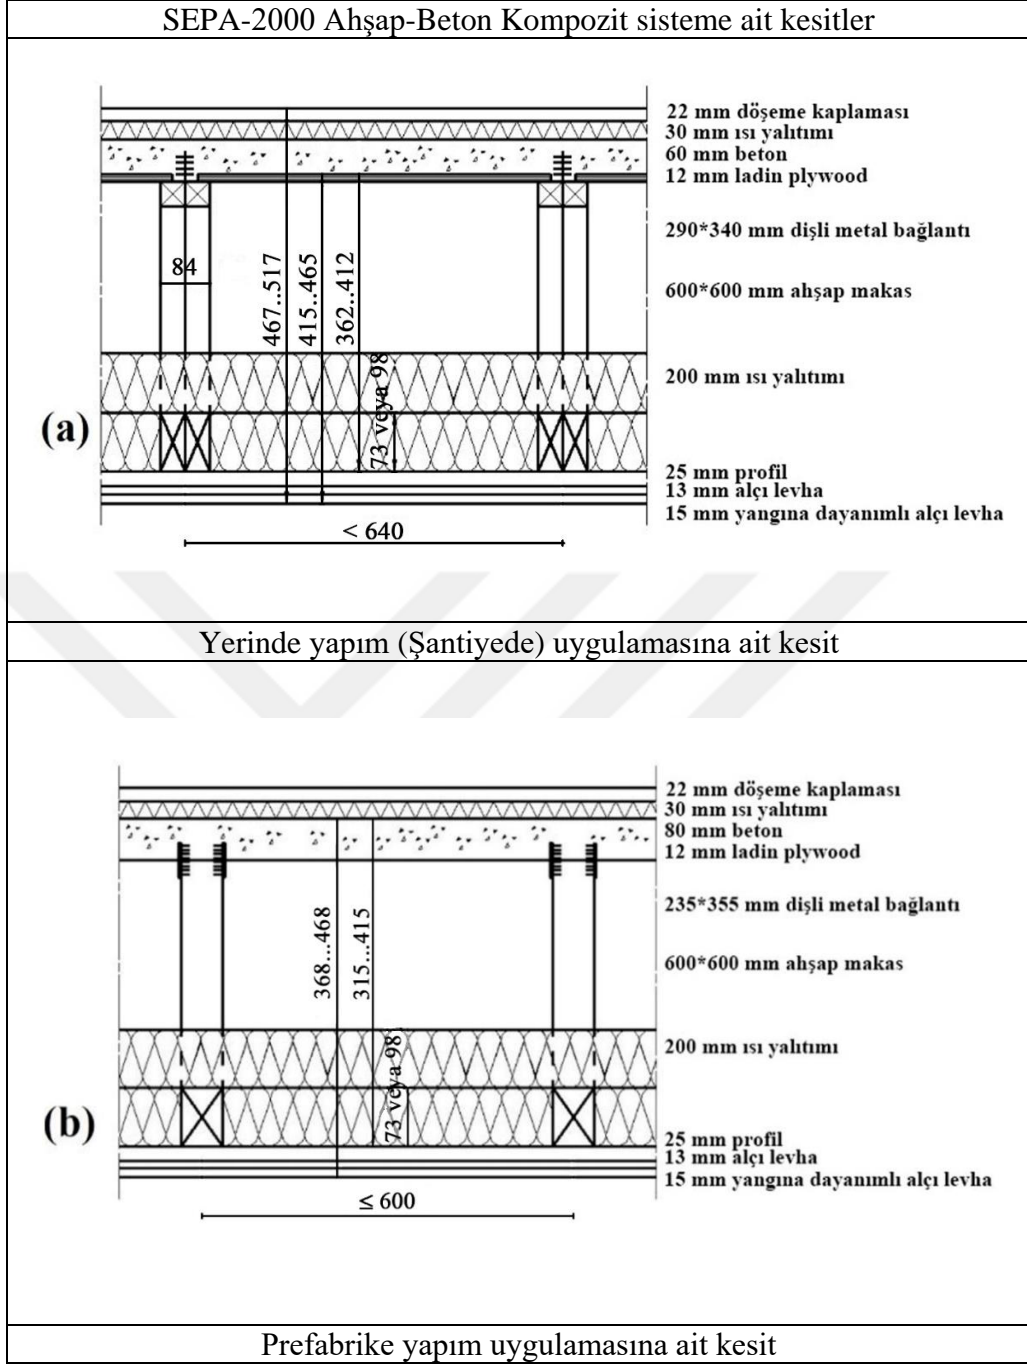 SEPA-2000 Ahşap-Beton Kompozit sisteme ait kesitler
22 mm döşeme kaplaması
30 mm ısı yalıtımı
60 mm beton
12 mm ladin plywood
290*340 mm dişli metal bağlantı
600*600 mm ahşap makas
200 mm ısı yalıtımı
25 mm profil
13 mm alçı levha
15 mm yangına dayanımlı alçı levha
84
467..517
415..465
362..412
73 veya 98
(a)
< 640
Yerinde yapım (Şantiyede) uygulamasına ait kesit
22 mm döşeme kaplaması
30 mm ısı yalıtımı
80 mm beton
12 mm ladin plywood
235*355 mm dişli metal bağlantı
600*600 mm ahşap makas
200 mm ısı yalıtımı
25 mm profil
13 mm alçı levha
15 mm yangına dayanımlı alçı levha
368...468
315...415
73 veya 98
(b)
≤ 600
Prefabrike yapım uygulamasına ait kesit